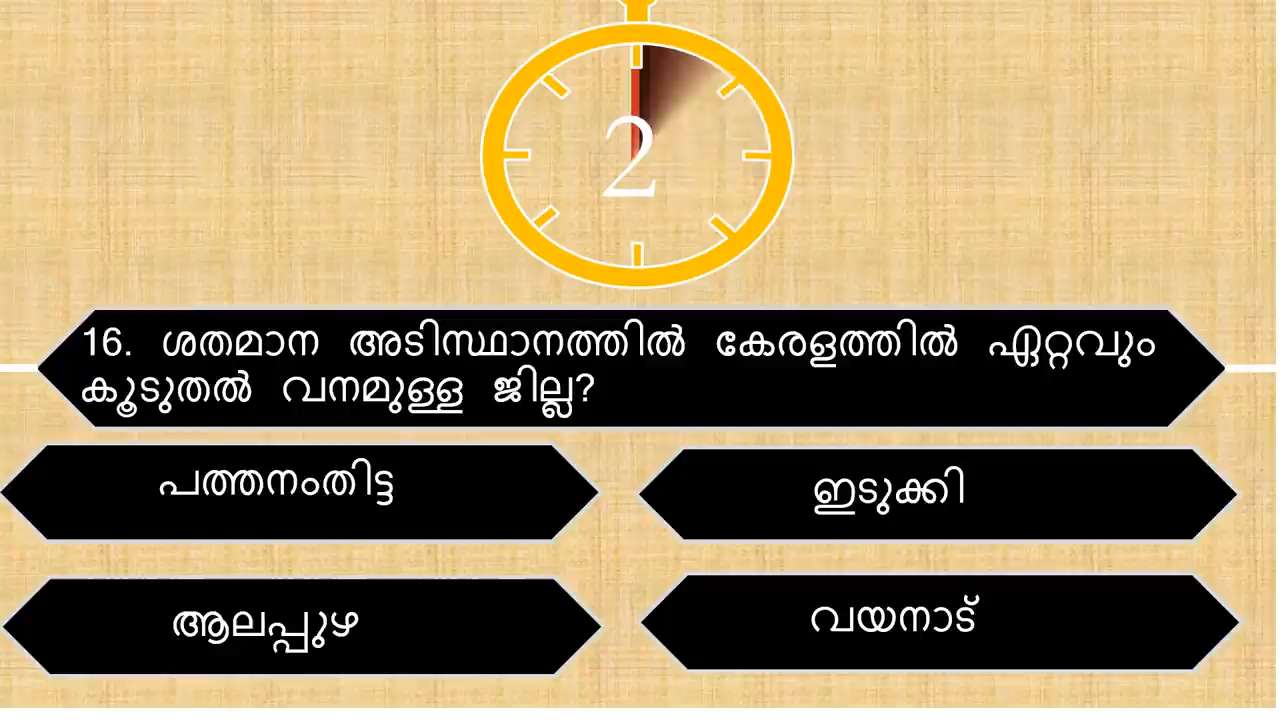 2
16. ശതമാന അടിസ്ഥാനത്തിൽ കേരളത്തിൽ ഏറ്റവും
കൂടുതൽ വനമുള്ള ജില്ല?
പത്തനംതിട്ട
ഇടുക്കി
ആലപ്പുഴ
വയനാട്